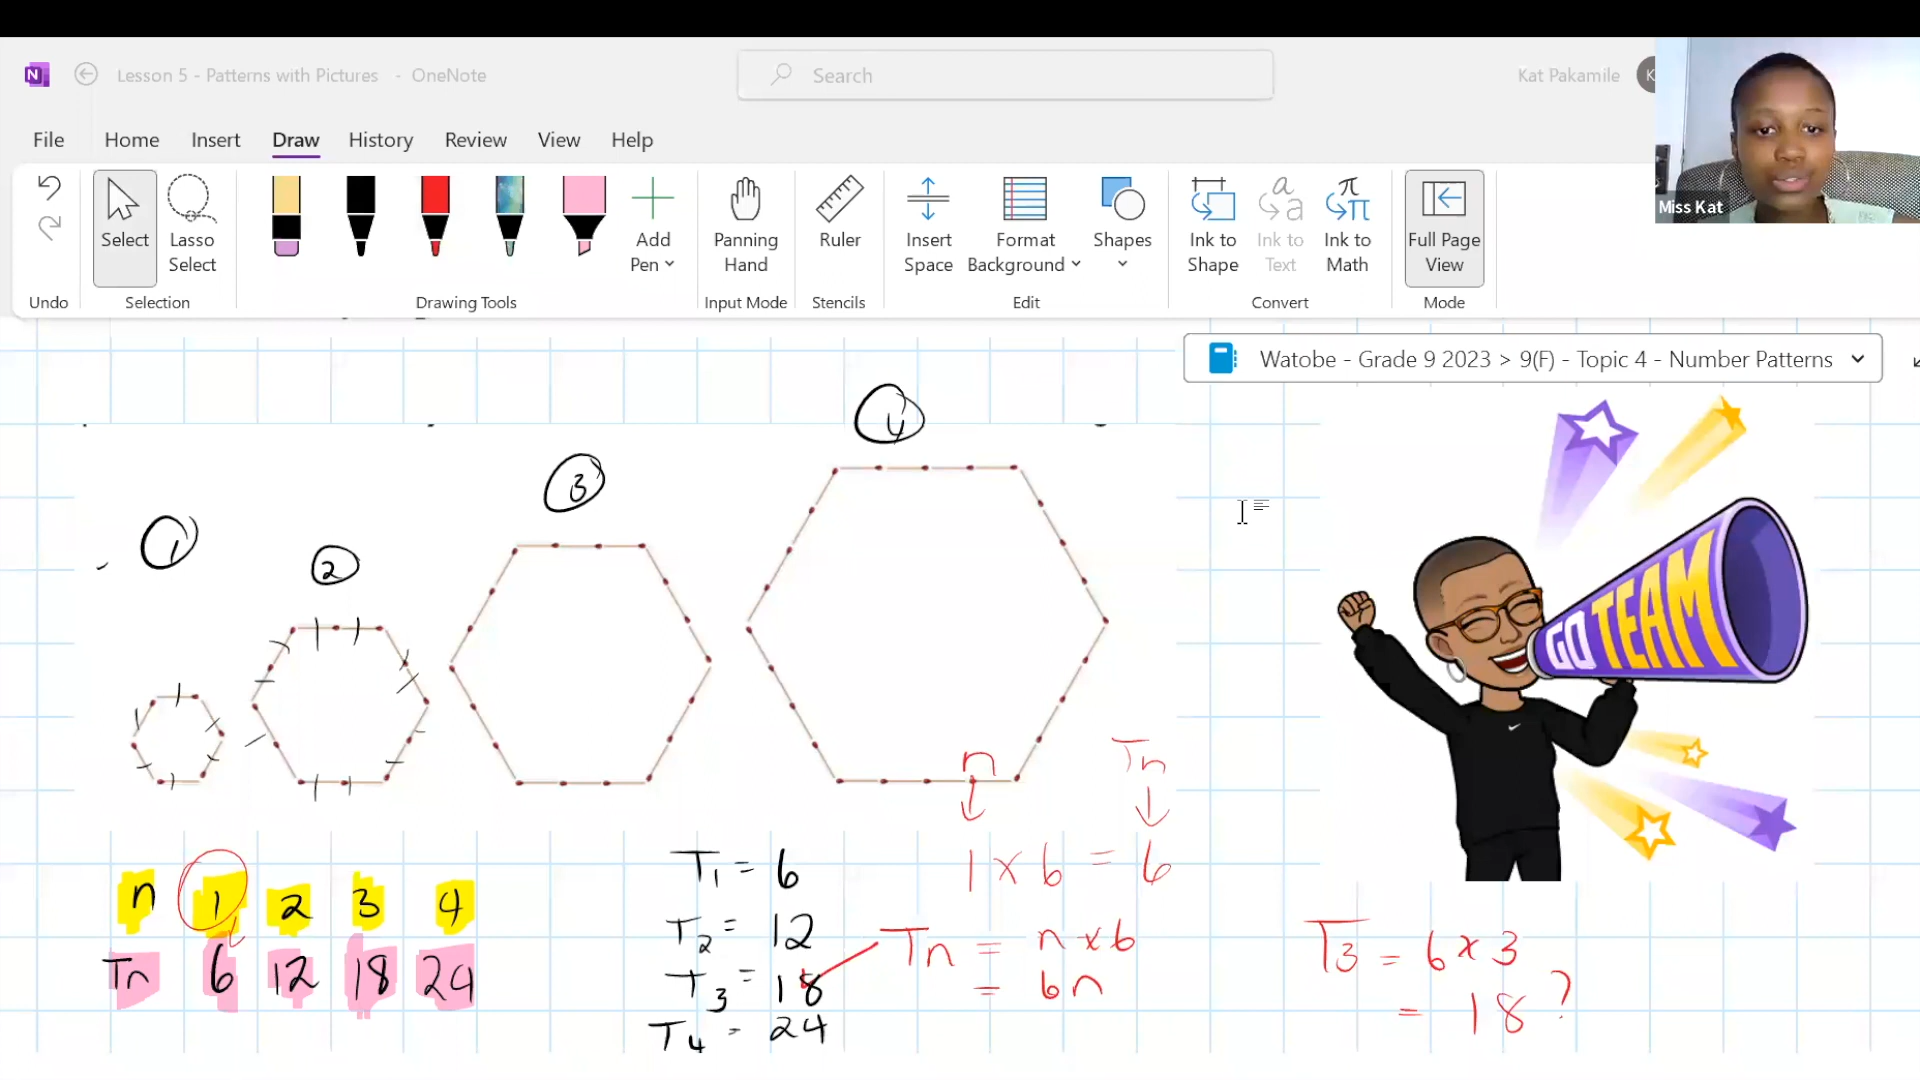 Lesson 5 - Patterns with Pictures - OneNote
Search
Kat Pakamile
K
Miss Kat
File Home Insert Draw History Review View Help
Select
Lasso Select
Add Pen
Panning Hand
Ruler
Insert Space
Format Background
Shapes
Ink to Shape
Ink to Text
Ink to Math
Full Page View
Undo
Selection
Drawing Tools
Input Mode
Stencils
Edit
Convert
Mode
Watobe - Grade 9 2023 > 9(F) - Topic 4 - Number Patterns
1
2
3
4
GO TEAM
n Tn
1 x 6 = 6
n 1 2 3 4
Tn 6 12 18 24
T1 = 6
T2 = 12
T3 = 18
T4 = 24
Tn = n x 6
= 6n
T3 = 6 x 3
= 18 ?